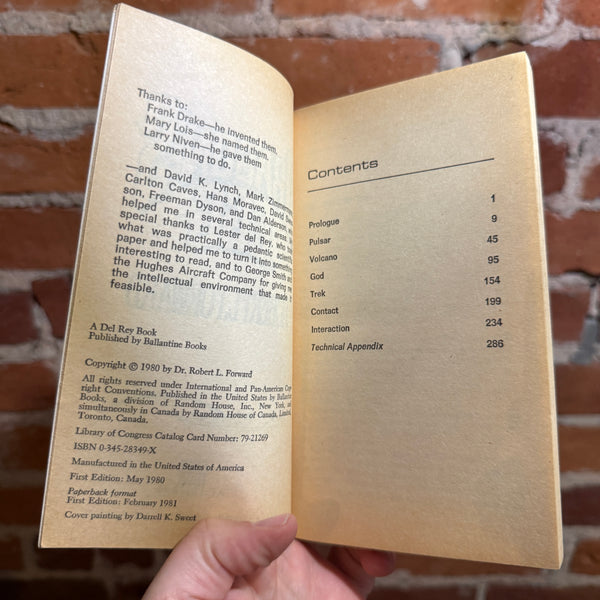 Thanks to:
Frank Drake—he invented them.
Mary Lois—she named them.
Larry Niven—he gave them
something to do.
—and David K. Lynch, Mark
Carlton Caves, Hans Moravec, David
son, Freeman Dyson, and Dan Alderson,
helped me in several technical areas.
special thanks to Lester del Rey, who
what was practically a pedantic
paper and helped me to turn it into something
interesting to read, and to George Smith and
the Hughes Aircraft Company for giving me
the intellectual environment that made it
feasible.
A Del Rey Book
Published by Ballantine Books
Copyright © 1980 by Dr. Robert L. Forward
All rights reserved under International and Pan-American Copy-
right Conventions. Published in the United States by Ballantine
Books, a division of Random House, Inc., New York, and
simultaneously in Canada by Random House of Canada, Limited,
Toronto, Canada.
Library of Congress Catalog Card Number: 79-21269
ISBN 0-345-28349-X
Manufactured in the United States of America
First Edition: May 1980
Paperback format
First Edition: February 1981
Cover painting by Darrell K. Sweet
Contents
Prologue 1
Pulsar 9
Volcano 45
God 95
Trek 154
Contact 199
Interaction 234
Technical Appendix 286